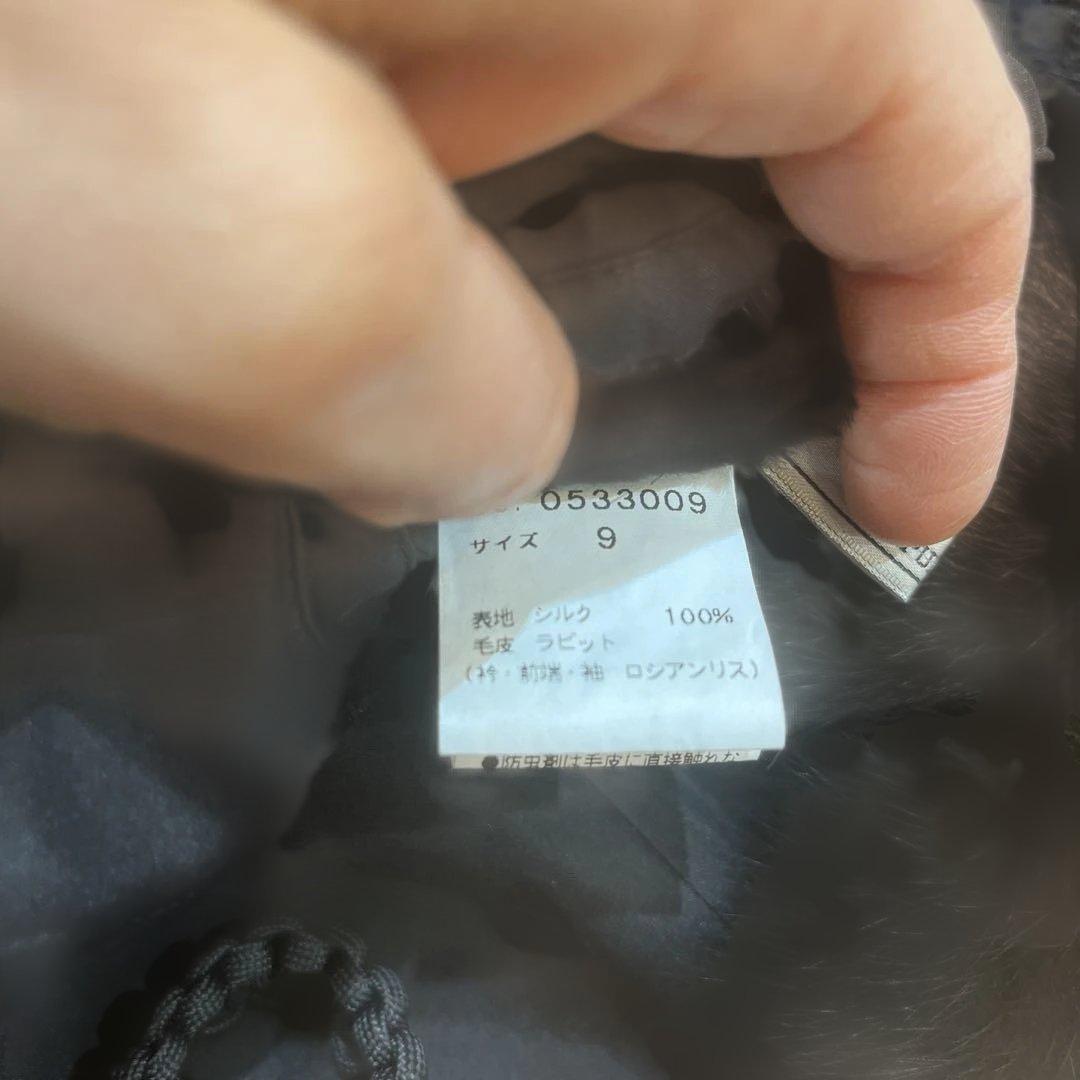 0533009
サイズ 9
表地 シルク 100%
毛皮 ラビット
(衿・前端・袖 ロシアンリス)
●防虫剤は毛皮に直接触れな